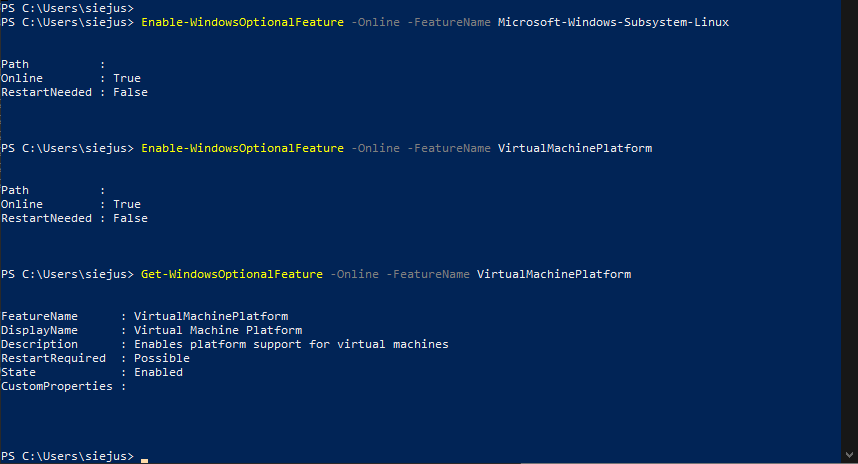 PS C:\Users\siejus>
PS C:\Users\siejus> Enable-WindowsOptionalFeature -Online -FeatureName Microsoft-Windows-Subsystem-Linux
Path          :
Online        : True
RestartNeeded : False
PS C:\Users\siejus> Enable-WindowsOptionalFeature -Online -FeatureName VirtualMachinePlatform
Path          :
Online        : True
RestartNeeded : False
PS C:\Users\siejus> Get-WindowsOptionalFeature -Online -FeatureName VirtualMachinePlatform
FeatureName      : VirtualMachinePlatform
DisplayName      : Virtual Machine Platform
Description      : Enables platform support for virtual machines
RestartRequired  : Possible
State            : Enabled
CustomProperties :
PS C:\Users\siejus>